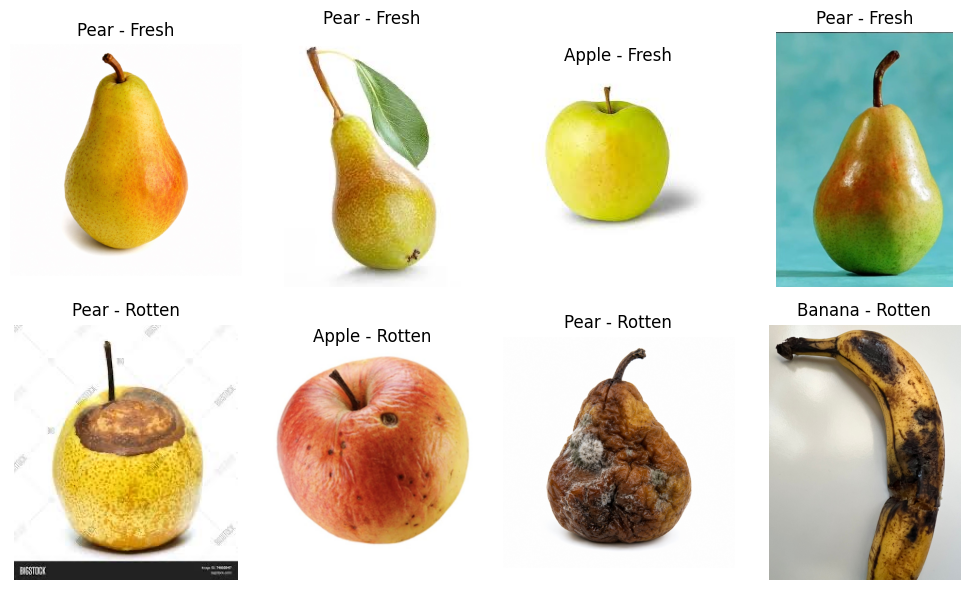 Pear - Fresh
Pear - Fresh
Apple - Fresh
Pear - Fresh
Pear - Rotten
Apple - Rotten
Pear - Rotten
Banana - Rotten
BIGSTOCK